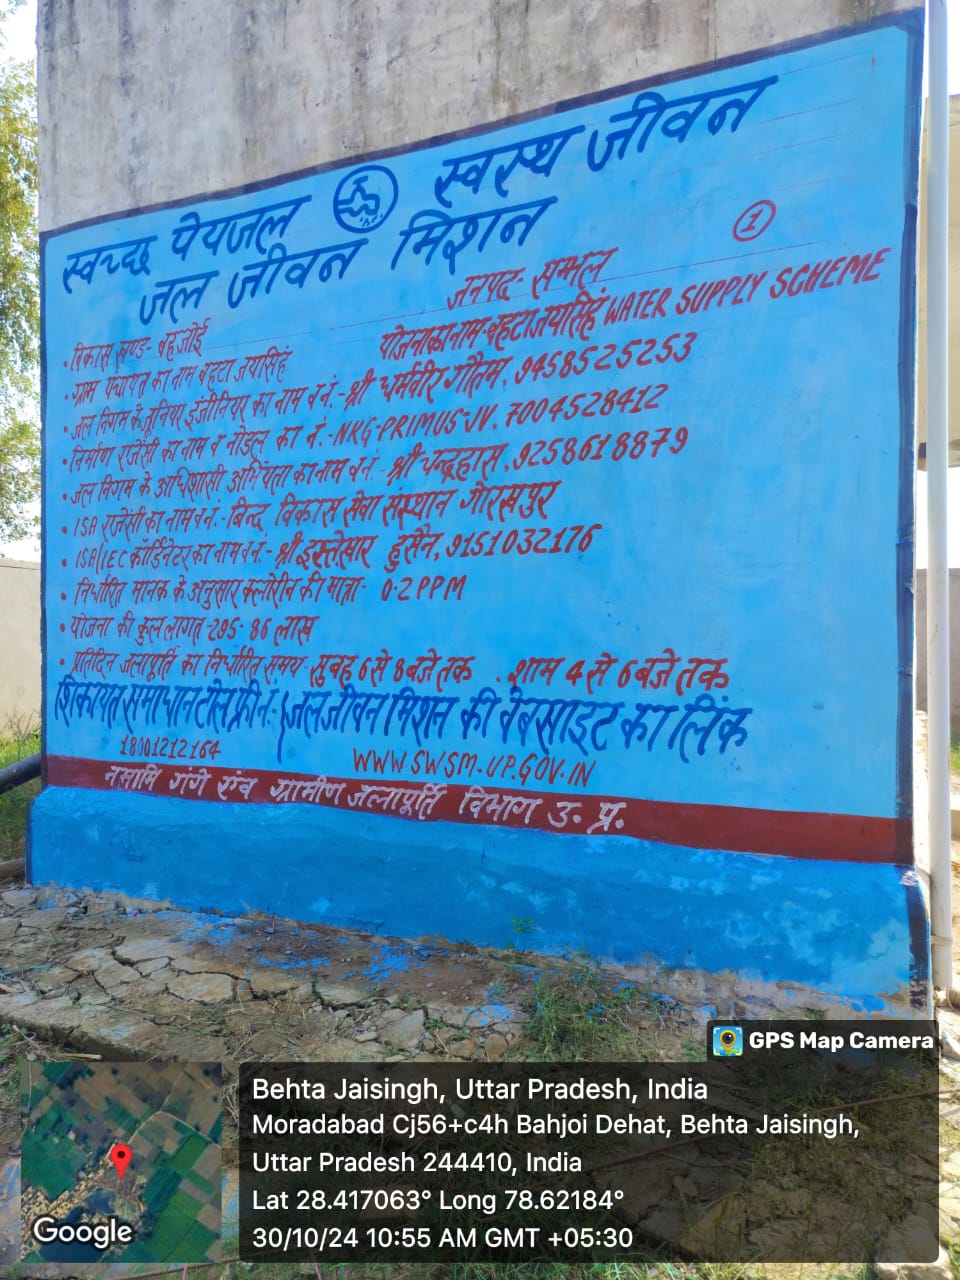 स्वच्छ पेयजल स्वस्थ जीवन
जल जीवन मिशन
1
जनपद- सम्भल
• विकास खण्ड- बहजोई
योजना का नाम- बहटा जयसिंह WATER SUPPLY SCHEME
• ग्राम पंचायत का नाम बहटा जयसिंह
• जल निगम के जूनियर इंजीनियर का नाम व नं.- श्री धर्मवीर गौतम, 9458525253
• निर्माण एजेंसी का नाम व नोडल का नं.- NKG-PRIMUS-JV, 7004528412
• जल निगम के अधिशासी अभियंता का नाम व नं.- श्री चन्द्रहास, 9258618879
• ISA एजेंसी का नाम व नं.- बिन्द विकास सेवा संस्थान गोरखपुर
• ISA/IEC कॉर्डिनेटर का नाम व नं.- श्री इस्तेखार हुसैन, 9151032176
• निर्धारित मानक के अनुसार क्लोरीन की मात्रा- 0.2 PPM
• योजना की कुल लागत- 295.86 लाख
• प्रतिदिन जलापूर्ति का निर्धारित समय- सुबह 6 से 8 बजे तक . शाम 4 से 6 बजे तक
शिकायत समाधान टोल फ्री नं.- जल जीवन मिशन की वेबसाइट का लिंक
18001212164 WWW.SWSM-UP.GOV.IN
नमामि गंगे एंव ग्रामीण जलापूर्ति विभाग उ. प्र.
GPS Map Camera
Behta Jaisingh, Uttar Pradesh, India
Moradabad Cj56+c4h Bahjoi Dehat, Behta Jaisingh,
Uttar Pradesh 244410, India
Lat 28.417063° Long 78.62184°
30/10/24 10:55 AM GMT +05:30
Google